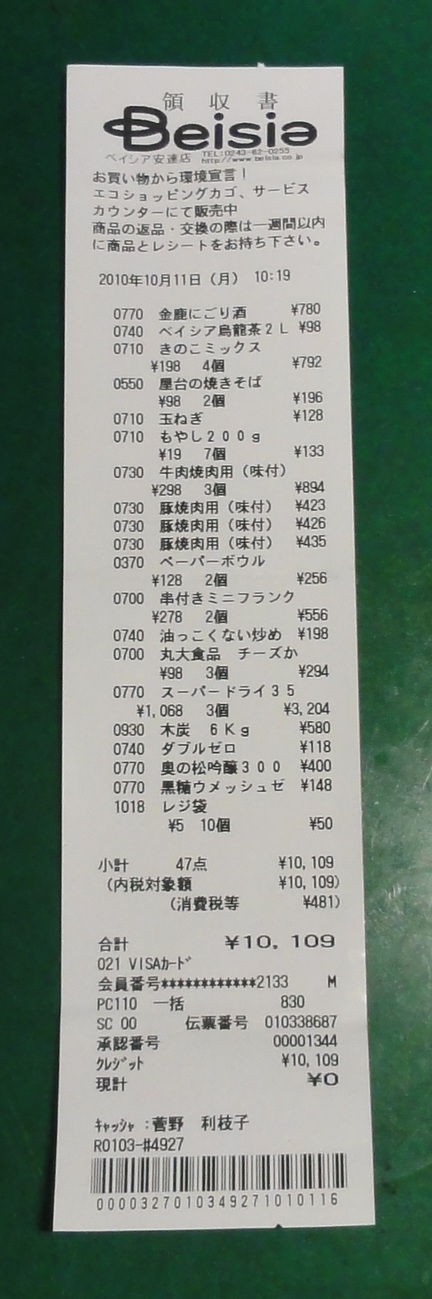 領収書
Beisia
ベイシア安達店 TEL:0243-62-0255
http://www.beisia.co.jp
お買い物から環境宣言!
エコショッピングカゴ、サービス
カウンターにて販売中
商品の返品・交換の際は一週間以内
に商品とレシートをお持ち下さい。
2010年10月11日(月) 10:19
0770 金鹿にごり酒 ¥780
0740 ベイシア烏龍茶2L ¥98
0710 きのこミックス
¥198 4個 ¥792
0550 屋台の焼きそば
¥98 2個 ¥196
0710 玉ねぎ ¥128
0710 もやし200g
¥19 7個 ¥133
0730 牛肉焼肉用(味付)
¥298 3個 ¥894
0730 豚焼肉用(味付) ¥423
0730 豚焼肉用(味付) ¥426
0730 豚焼肉用(味付) ¥435
0370 ペーパーボウル
¥128 2個 ¥256
0700 串付きミニフランク
¥278 2個 ¥556
0740 油っこくない炒め ¥198
0700 丸大食品 チーズか
¥98 3個 ¥294
0770 スーパードライ35
¥1,068 3個 ¥3,204
0930 木炭 6Kg ¥580
0740 ダブルゼロ ¥118
0770 奥の松吟醸300 ¥400
0770 黒糖ウメッシュゼ ¥148
1018 レジ袋
¥5 10個 ¥50
小計 47点 ¥10,109
(内税対象額 ¥10,109)
(消費税等 ¥481)
合計 ¥10,109
021 VISAカード
会員番号************2133 M
PC110 一括 830
SC 00 伝票番号 010338687
承認番号 00001344
クレジット ¥10,109
現計 ¥0
キャッシャ:菅野 利枝子
R0103-#4927
0000327010349271010116